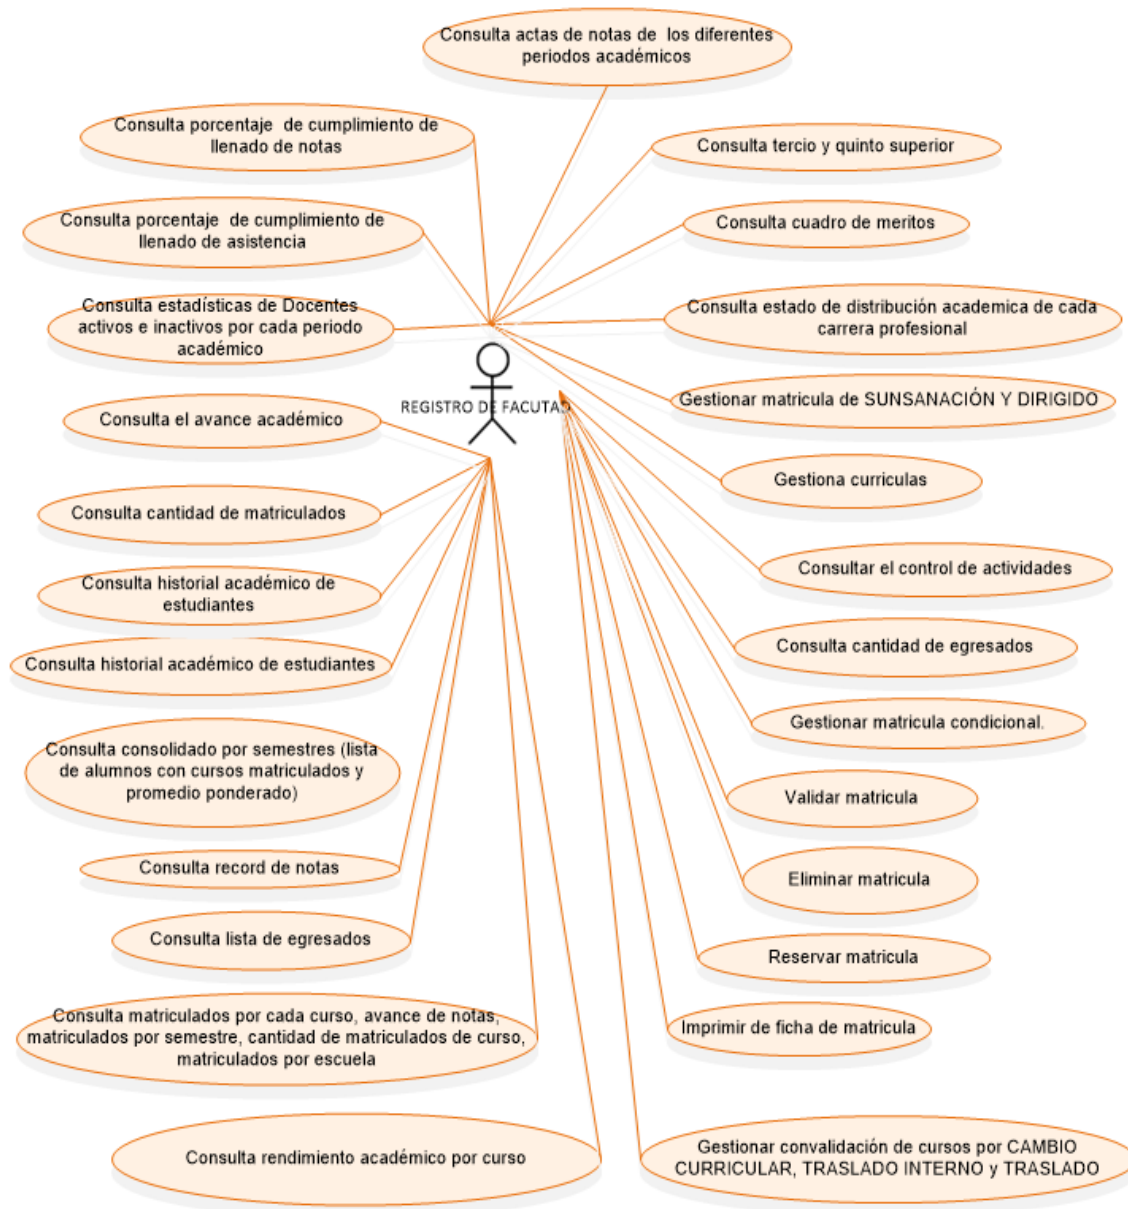 Consulta actas de notas de los diferentes
periodos académicos
Consulta porcentaje de cumplimiento de
llenado de notas
Consulta tercio y quinto superior
Consulta porcentaje de cumplimiento de
llenado de asistencia
Consulta cuadro de meritos
Consulta estadísticas de Docentes
activos e inactivos por cada periodo
académico
Consulta estado de distribución academica de cada
carrera profesional
REGISTRO DE FACUTAD
Gestionar matricula de SUNSANACIÓN Y DIRIGIDO
Consulta el avance académico
Gestiona curriculas
Consulta cantidad de matriculados
Consultar el control de actividades
Consulta historial académico de
estudiantes
Consulta cantidad de egresados
Consulta historial académico de estudiantes
Gestionar matricula condicional.
Consulta consolidado por semestres (lista
de alumnos con cursos matriculados y
promedio ponderado)
Validar matricula
Consulta record de notas
Eliminar matricula
Consulta lista de egresados
Reservar matricula
Consulta matriculados por cada curso, avance de notas,
matriculados por semestre, cantidad de matriculados de curso,
matriculados por escuela
Imprimir de ficha de matricula
Consulta rendimiento académico por curso
Gestionar convalidación de cursos por CAMBIO
CURRICULAR, TRASLADO INTERNO y TRASLADO